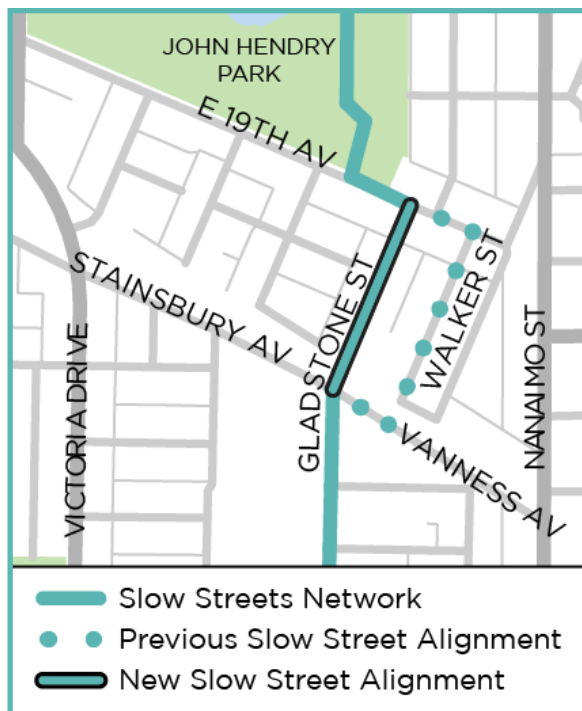 JOHN HENDRY
PARK
E 19TH AV
STAINSBURY AV
GLADSTONE ST
WALKER ST
VICTORIA DRIVE
NANAIMO ST
VANNESS AV
Slow Streets Network
Previous Slow Street Alignment
New Slow Street Alignment